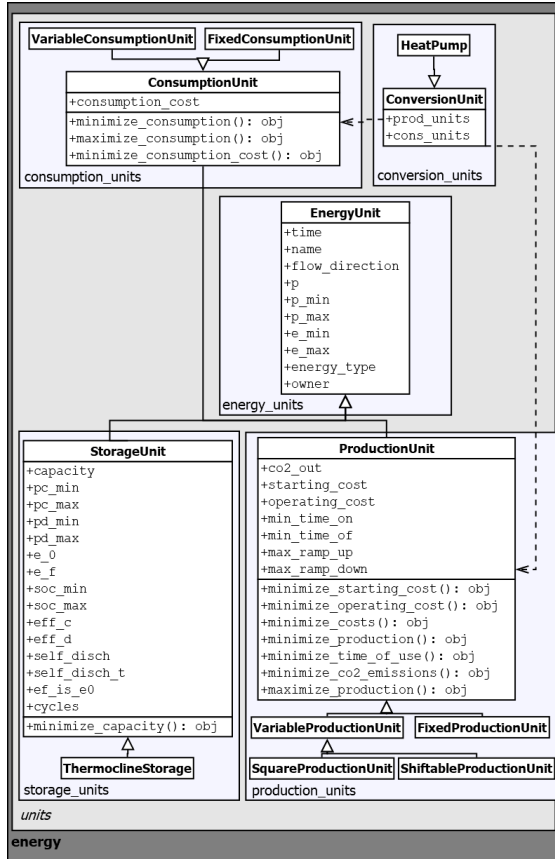 VariableConsumptionUnit
FixedConsumptionUnit
ConsumptionUnit
+consumption_cost
+minimize_consumption(): obj
+maximize_consumption(): obj
+minimize_consumption_cost(): obj
consumption_units
HeatPump
ConversionUnit
+prod_units
+cons_units
conversion_units
EnergyUnit
+time
+name
+flow_direction
+p
+p_min
+p_max
+e_min
+e_max
+energy_type
+owner
energy_units
StorageUnit
+capacity
+pc_min
+pc_max
+pd_min
+pd_max
+e_0
+e_f
+soc_min
+soc_max
+eff_c
+eff_d
+self_disch
+self_disch_t
+ef_is_e0
+cycles
+minimize_capacity(): obj
ThermoclineStorage
storage_units
ProductionUnit
+co2_out
+starting_cost
+operating_cost
+min_time_on
+min_time_of
+max_ramp_up
+max_ramp_down
+minimize_starting_cost(): obj
+minimize_operating_cost(): obj
+minimize_costs(): obj
+minimize_production(): obj
+minimize_time_of_use(): obj
+minimize_co2_emissions(): obj
+maximize_production(): obj
VariableProductionUnit
FixedProductionUnit
SquareProductionUnit
ShiftableProductionUnit
production_units
units
energy